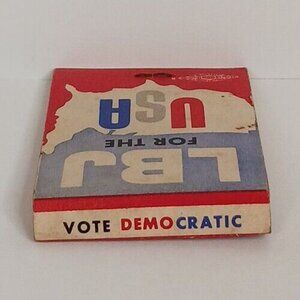 LBJ
FOR THE
USA
VOTE DEMOCRATIC